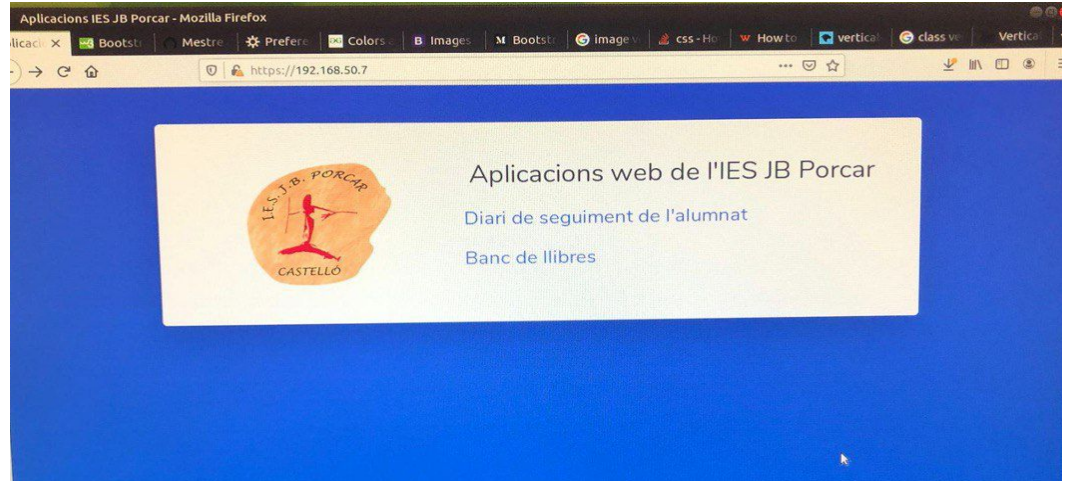 Aplicacions IES JB Porcar - Mozilla Firefox
Mestre
Prefere
Colors
Images
Bootst
image
css - Ho
How to
vertical
class
Vertical
https://192.168.50.7
I.E.S. J.B. PORCAR
CASTELLÓ
Aplicacions web de l'IES JB Porcar
Diari de seguiment de l'alumnat
Banc de llibres